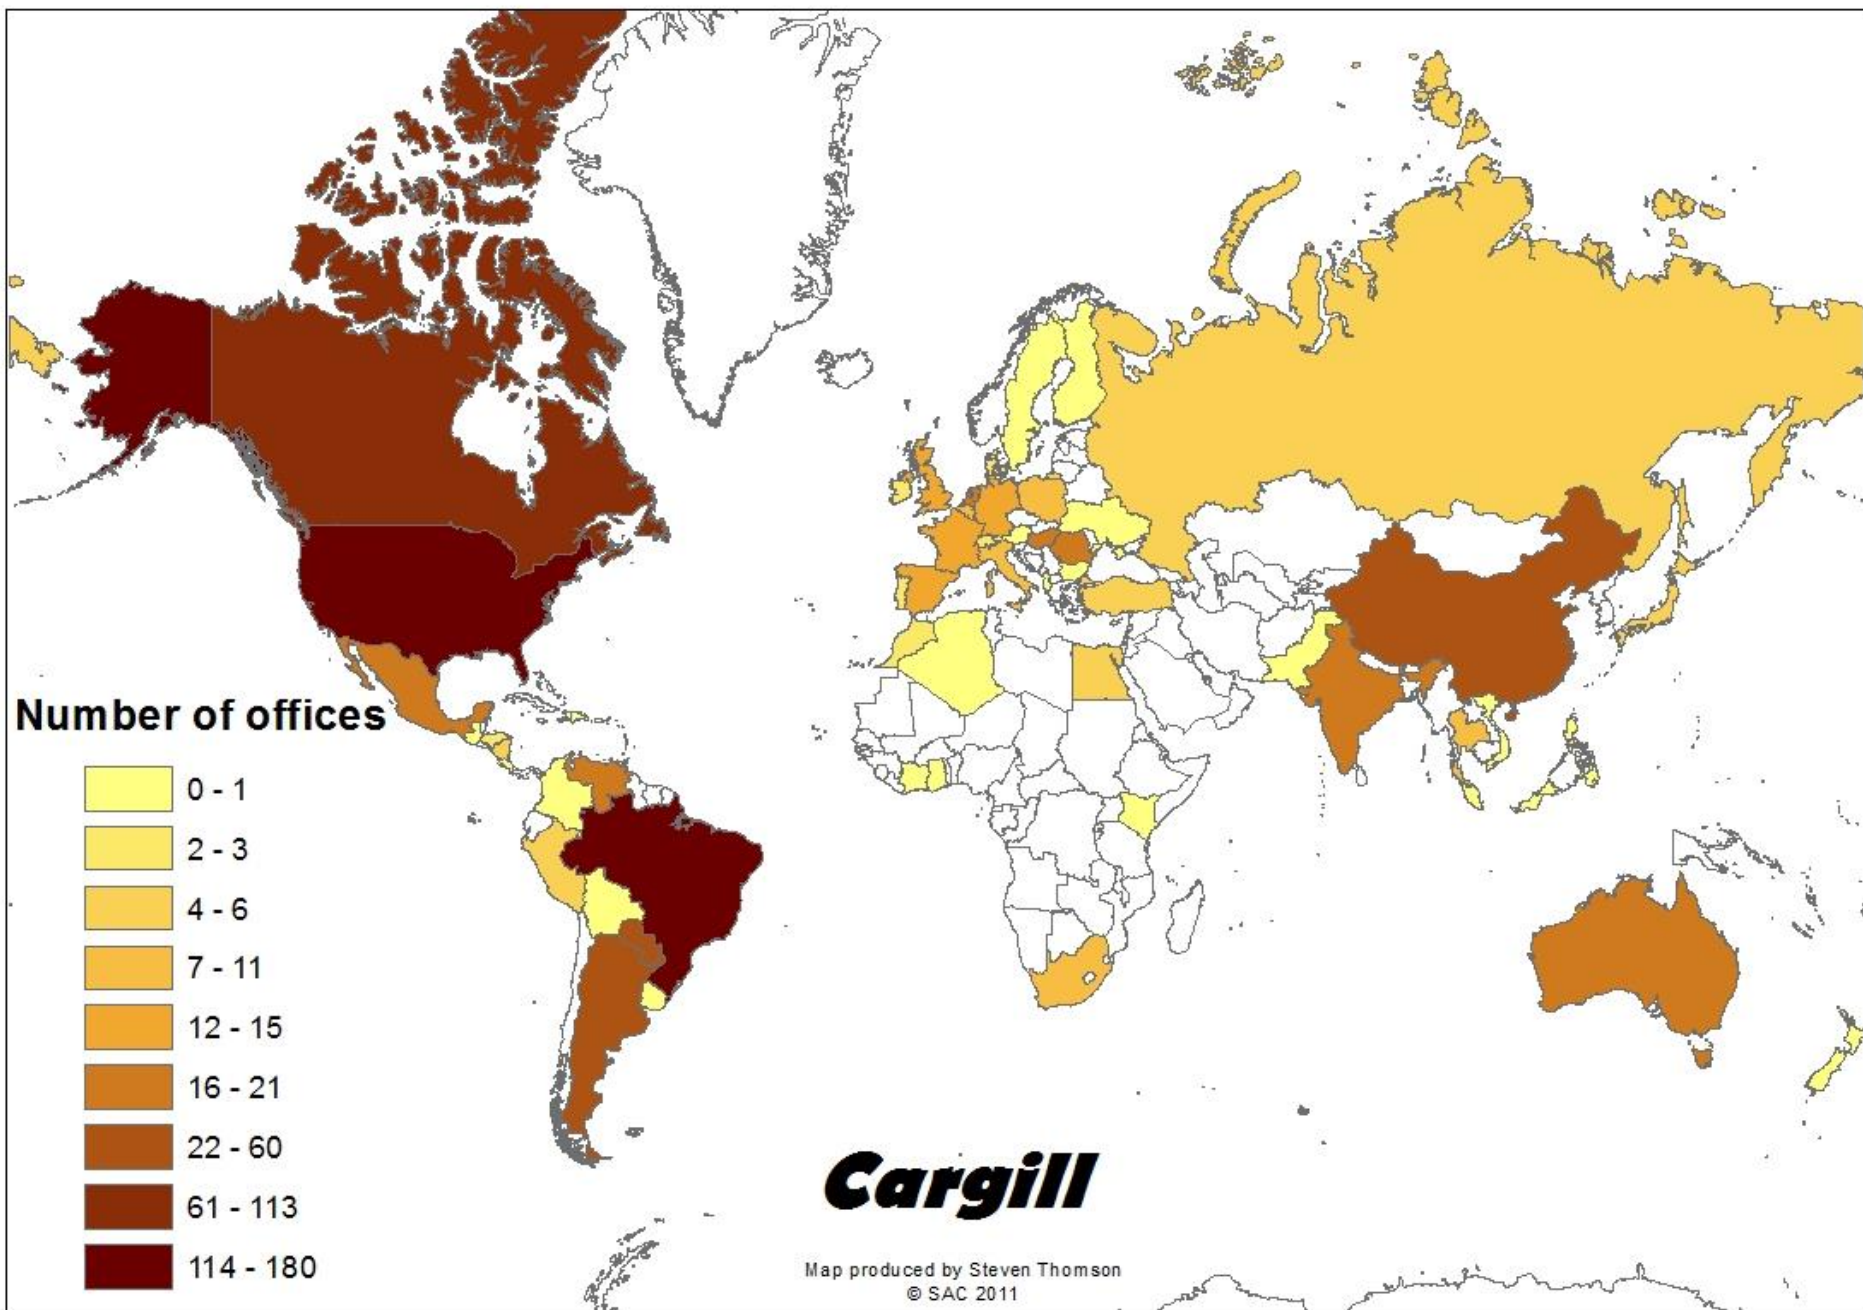 Number of offices
0 - 1
2 - 3
4 - 6
7 - 11
12 - 15
16 - 21
22 - 60
61 - 113
114 - 180
Cargill
Map produced by Steven Thomson
© SAC 2011